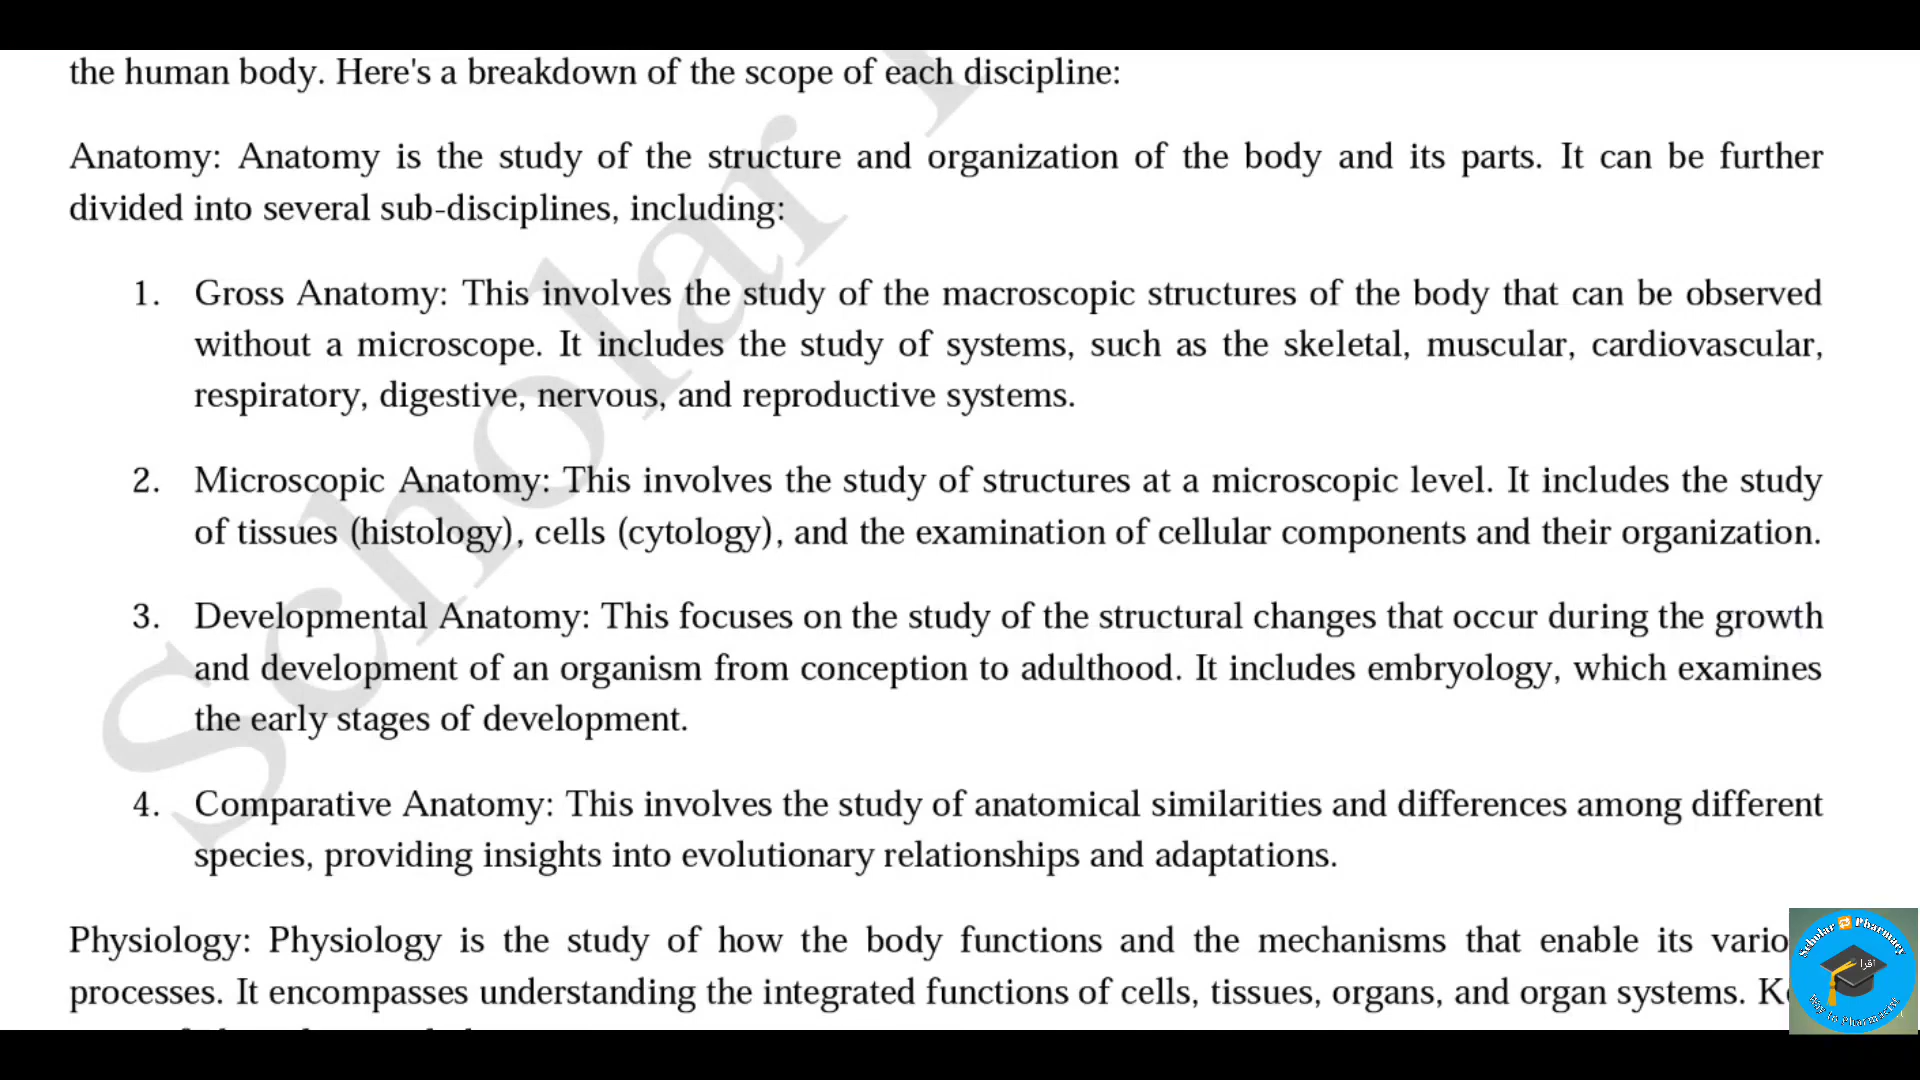 the human body. Here's a breakdown of the scope of each discipline:
Anatomy: Anatomy is the study of the structure and organization of the body and its parts. It can be further
divided into several sub-disciplines, including:
1. Gross Anatomy: This involves the study of the macroscopic structures of the body that can be observed
without a microscope. It includes the study of systems, such as the skeletal, muscular, cardiovascular,
respiratory, digestive, nervous, and reproductive systems.
2. Microscopic Anatomy: This involves the study of structures at a microscopic level. It includes the study
of tissues (histology), cells (cytology), and the examination of cellular components and their organization.
3. Developmental Anatomy: This focuses on the study of the structural changes that occur during the growth
and development of an organism from conception to adulthood. It includes embryology, which examines
the early stages of development.
4. Comparative Anatomy: This involves the study of anatomical similarities and differences among different
species, providing insights into evolutionary relationships and adaptations.
Physiology: Physiology is the study of how the body functions and the mechanisms that enable its vario
processes. It encompasses understanding the integrated functions of cells, tissues, organs, and organ systems. K
Scholar
Scholar Pharmacy
اقرا
Way to Pharmacist